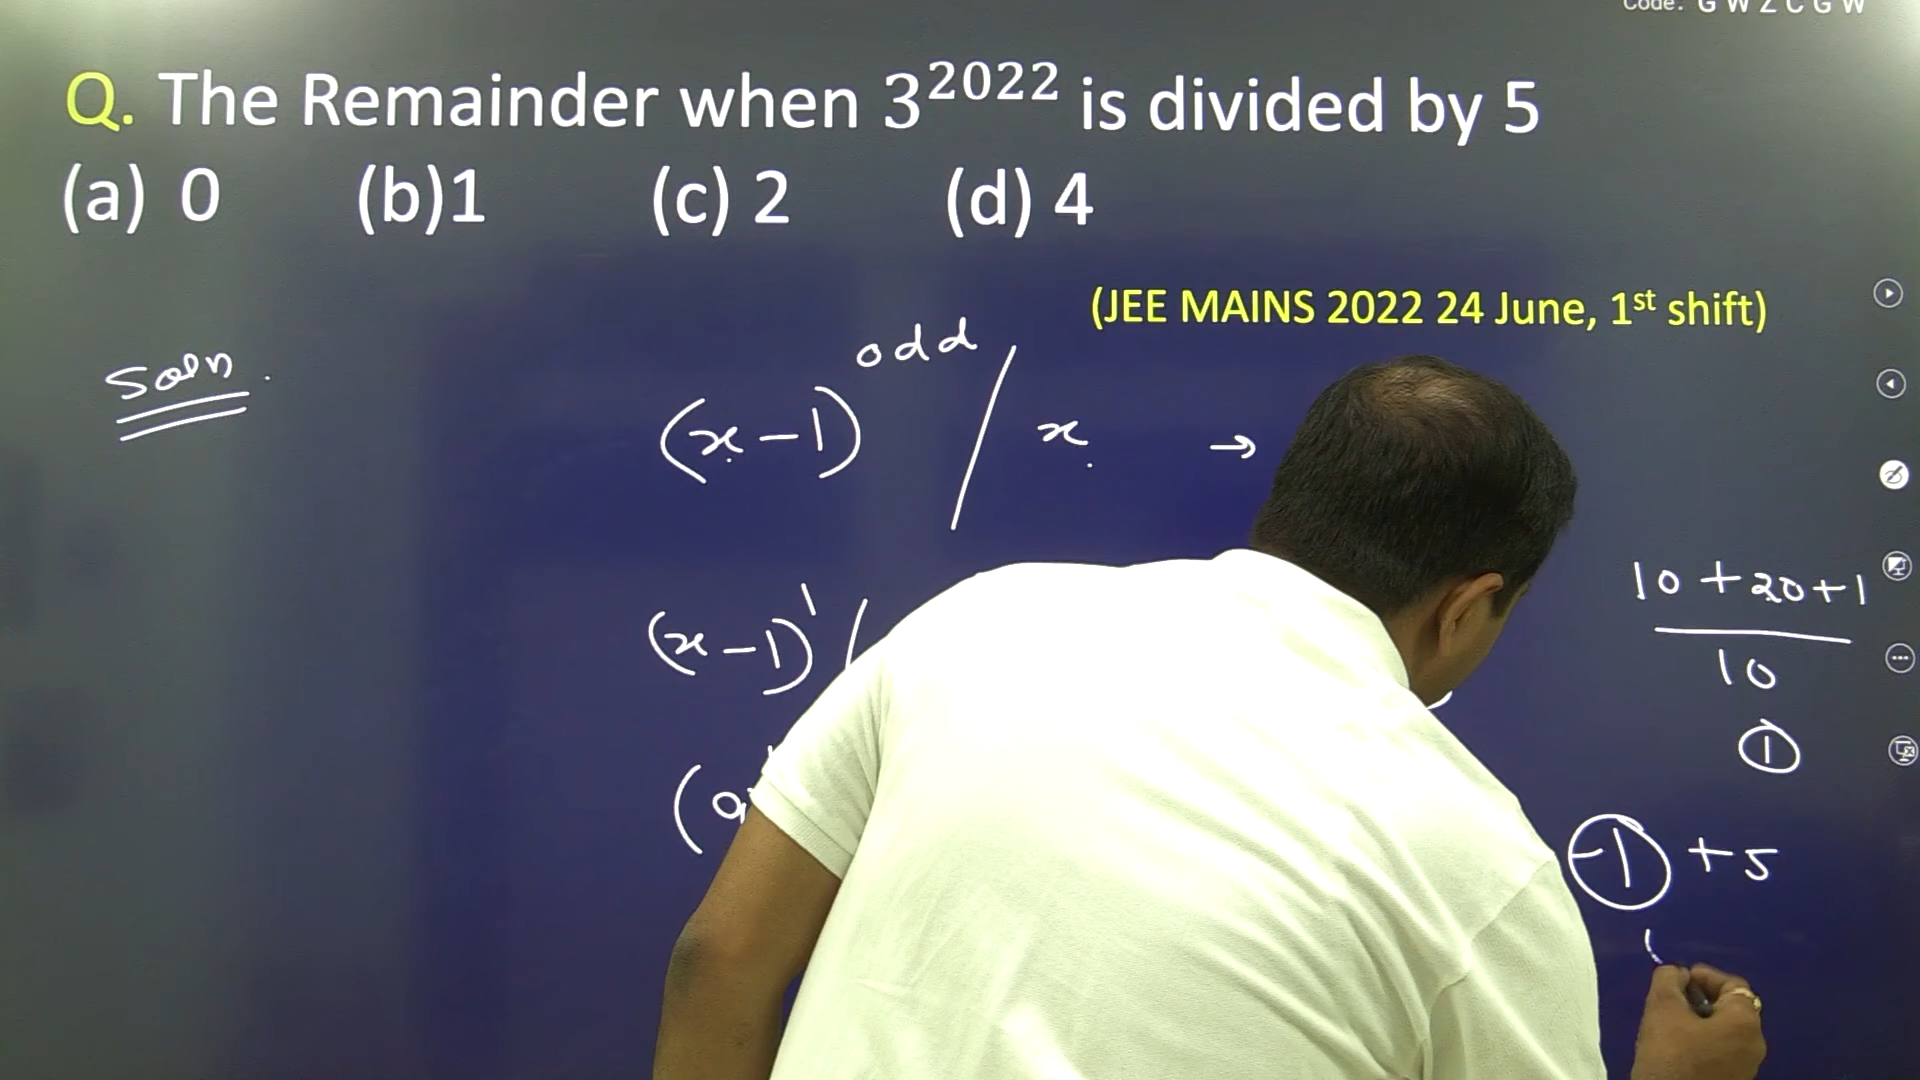 Code: GWZCGW
Q. The Remainder when 3^2022 is divided by 5
(a) 0 (b)1 (c) 2 (d) 4
(JEE MAINS 2022 24 June, 1st shift)
Soln.
(x-1)^odd / x →
(x-1)^1 /
10+20+1
10
1
(a
-1 +5